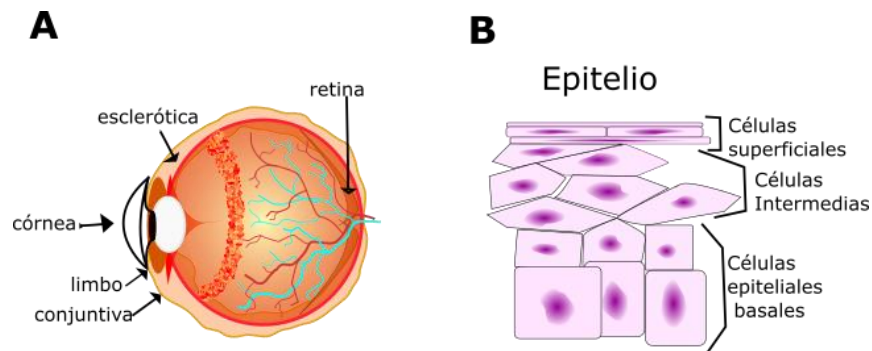 A
retina
esclerótica
córnea
limbo
conjuntiva
B
Epitelio
Células
superficiales
Células
Intermedias
Células
epiteliales
basales